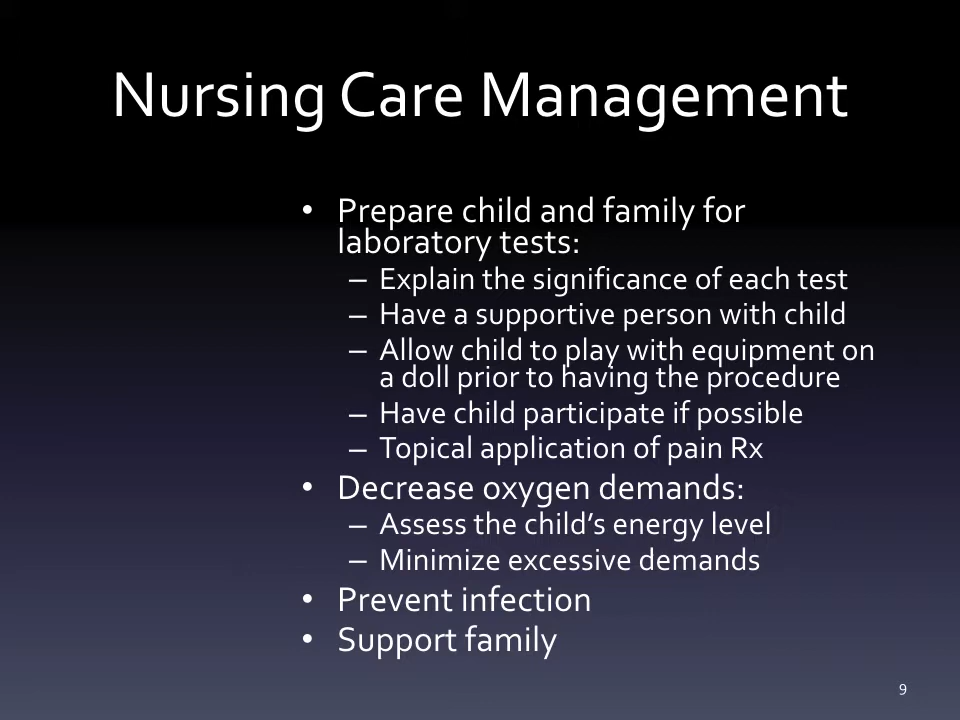 Nursing Care Management
• Prepare child and family for
laboratory tests:
– Explain the significance of each test
– Have a supportive person with child
– Allow child to play with equipment on
a doll prior to having the procedure
– Have child participate if possible
– Topical application of pain Rx
• Decrease oxygen demands:
– Assess the child’s energy level
– Minimize excessive demands
• Prevent infection
• Support family
9